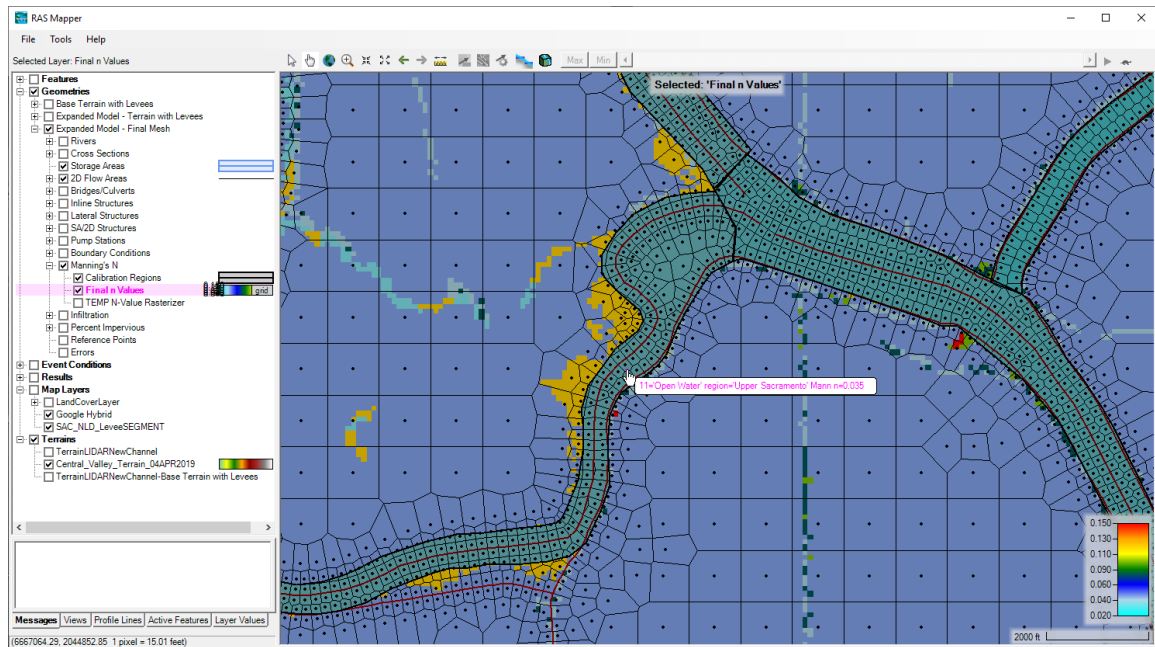 RAS Mapper
File Tools Help
Selected Layer: Final n Values
Max Min
Features
Geometries
Base Terrain with Levees
Expanded Model - Terrain with Levees
Expanded Model - Final Mesh
Rivers
Cross Sections
Storage Areas
2D Flow Areas
Bridges/Culverts
Inline Structures
Lateral Structures
SA/2D Structures
Pump Stations
Boundary Conditions
Manning's N
Calibration Regions
Final n Values grid
TEMP N-Value Rasterizer
Infiltration
Percent Impervious
Reference Points
Errors
Event Conditions
Results
Map Layers
LandCoverLayer
Google Hybrid
SAC_NLD_LeveeSEGMENT
Terrains
TerrainLIDARNewChannel
Central_Valley_Terrain_04APR2019
TerrainLIDARNewChannel-Base Terrain with Levees
Messages Views Profile Lines Active Features Layer Values
(6667064.29, 2044852.85 1 pixel = 15.01 feet)
Selected: 'Final n Values'
11='Open Water' region='Upper Sacramento' Mann n=0.035
0.150
0.130
0.110
0.090
0.060
0.040
0.020
2000 ft